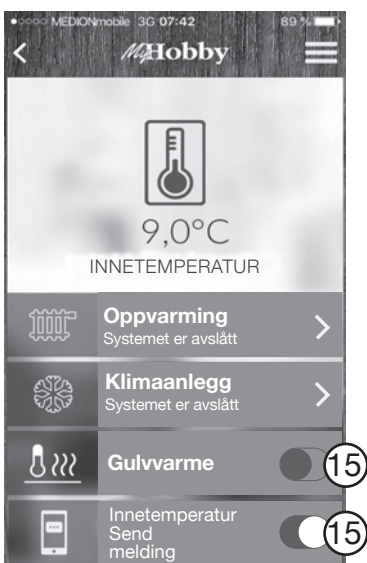 MEDIONmobile 3G 07:42 89 %
MyHobby
9,0°C
INNETEMPERATUR
Oppvarming
Systemet er avslått
Klimaanlegg
Systemet er avslått
Gulvvarme
15
Innetemperatur
Send
melding
15